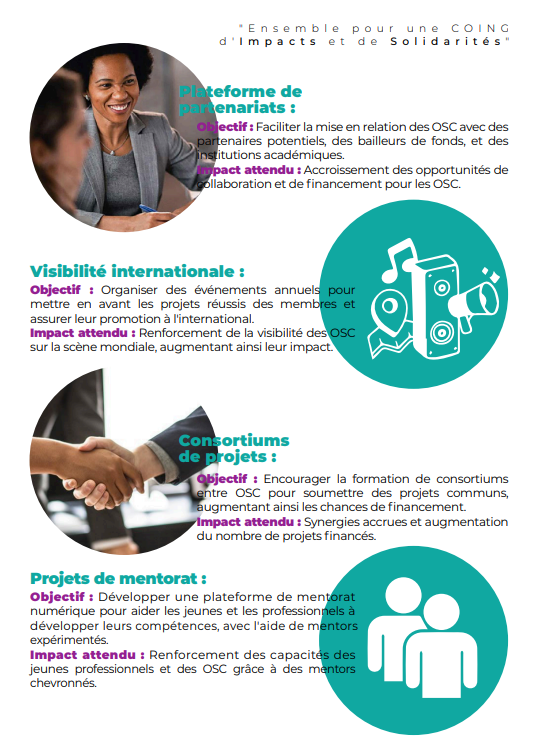 "Ensemble pour une COING
d'Impacts et de Solidarités"
Plateforme de
partenariats :
Objectif : Faciliter la mise en relation des OSC avec des
partenaires potentiels, des bailleurs de fonds, et des
institutions académiques.
Impact attendu : Accroissement des opportunités de
collaboration et de financement pour les OSC.
Visibilité internationale :
Objectif : Organiser des événements annuels pour
mettre en avant les projets réussis des membres et
assurer leur promotion à l'international.
Impact attendu : Renforcement de la visibilité des OSC
sur la scène mondiale, augmentant ainsi leur impact.
Consortiums
de projets :
Objectif : Encourager la formation de consortiums
entre OSC pour soumettre des projets communs,
augmentant ainsi les chances de financement.
Impact attendu : Synergies accrues et augmentation
du nombre de projets financés.
Projets de mentorat :
Objectif : Développer une plateforme de mentorat
numérique pour aider les jeunes et les professionnels à
développer leurs compétences, avec l'aide de mentors
expérimentés.
Impact attendu : Renforcement des capacités des
jeunes professionnels et des OSC grâce à des mentors
chevronnés.